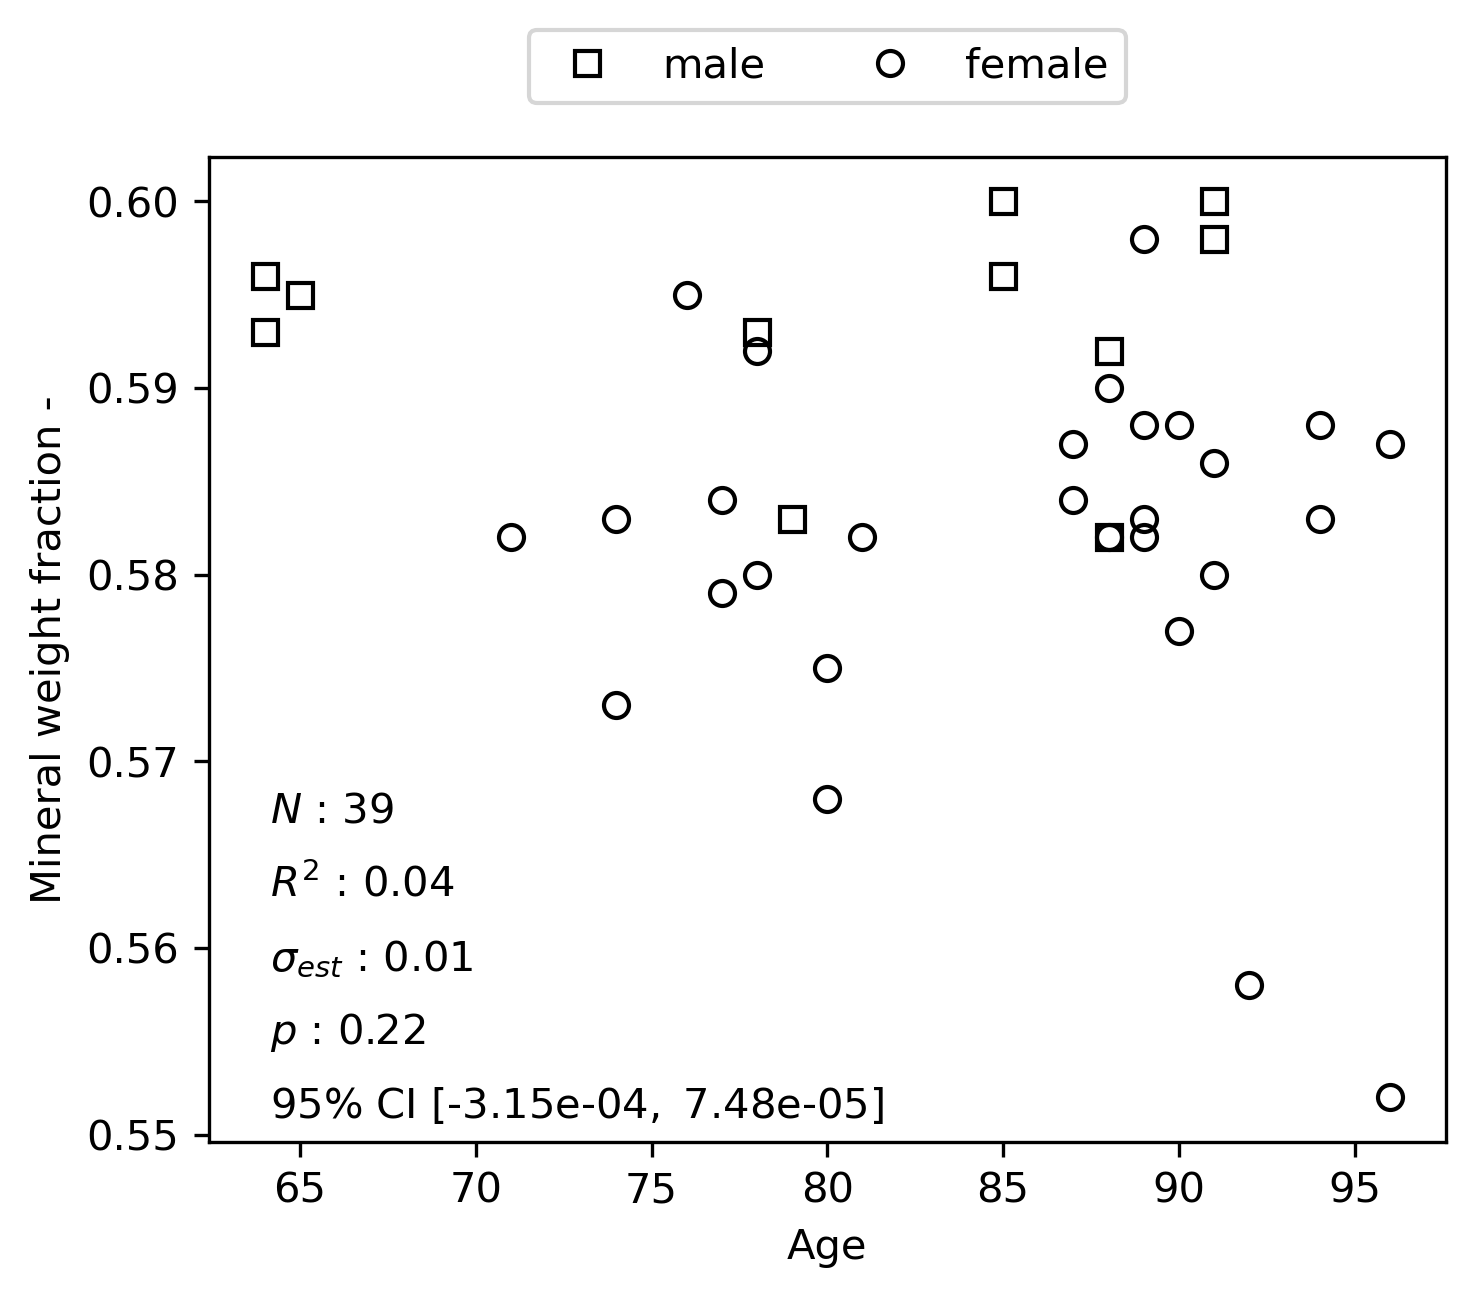 male female
0.60
0.59
0.58
0.57
0.56
0.55
Mineral weight fraction -
N : 39
R² : 0.04
σest : 0.01
p : 0.22
95% CI [-3.15e-04, 7.48e-05]
65 70 75 80 85 90 95
Age